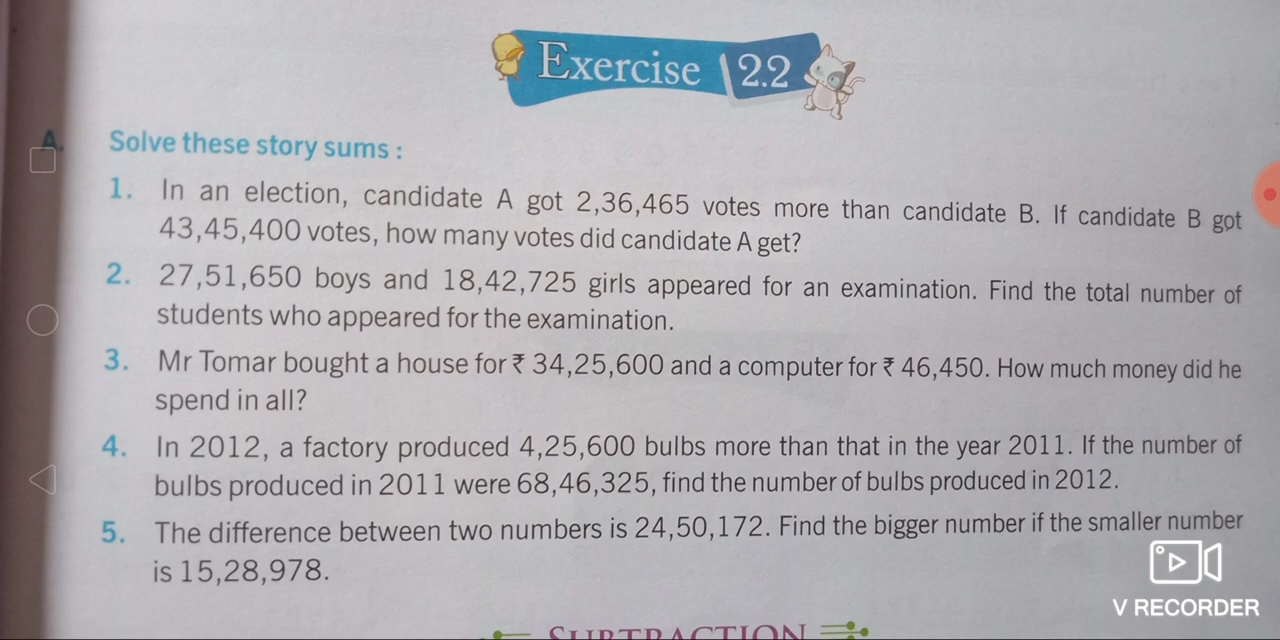 Exercise 2.2
A. Solve these story sums :
1. In an election, candidate A got 2,36,465 votes more than candidate B. If candidate B got
43,45,400 votes, how many votes did candidate A get?
2. 27,51,650 boys and 18,42,725 girls appeared for an examination. Find the total number of
students who appeared for the examination.
3. Mr Tomar bought a house for ₹ 34,25,600 and a computer for ₹ 46,450. How much money did he
spend in all?
4. In 2012, a factory produced 4,25,600 bulbs more than that in the year 2011. If the number of
bulbs produced in 2011 were 68,46,325, find the number of bulbs produced in 2012.
5. The difference between two numbers is 24,50,172. Find the bigger number if the smaller number
is 15,28,978.
V RECORDER
SUBTRACTION